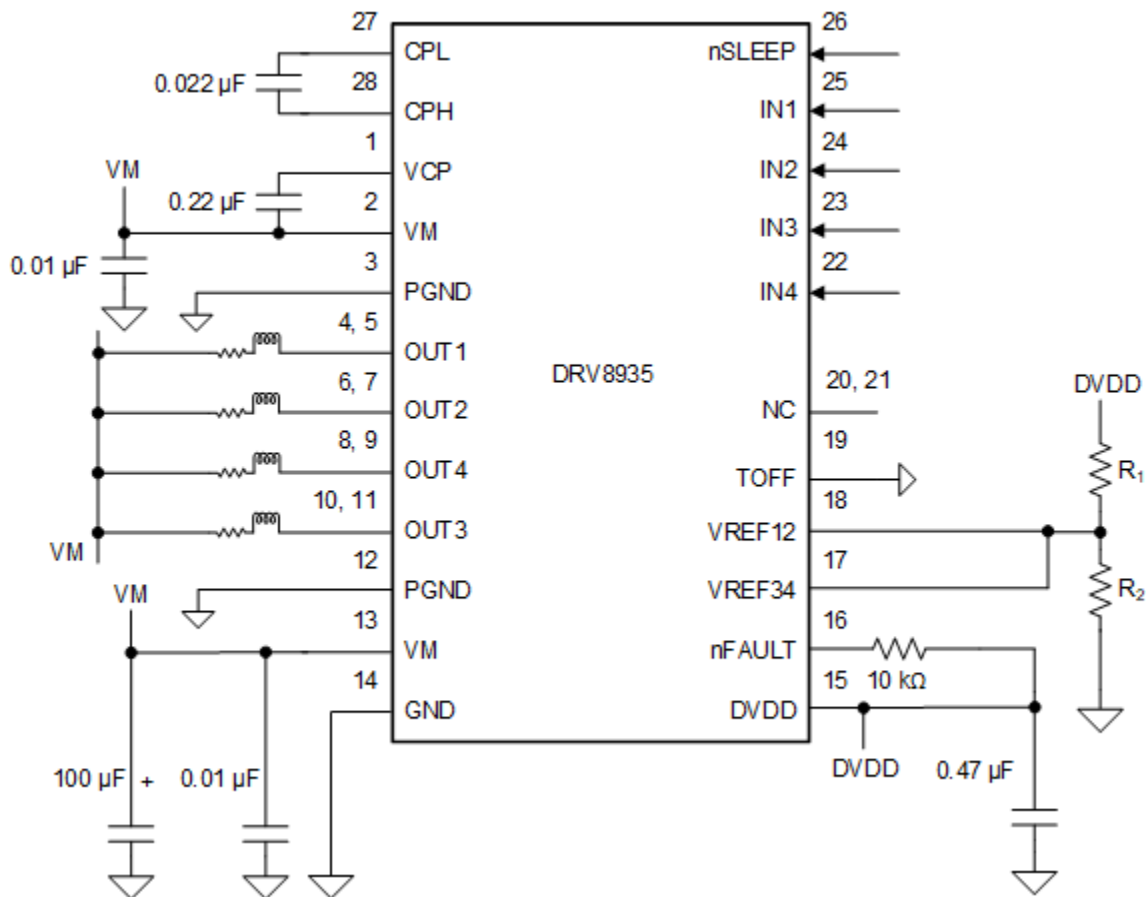 27
26
CPL
nSLEEP
0.022 µF
28
25
CPH
IN1
1
24
VM
VCP
IN2
0.22 µF
2
23
VM
IN3
0.01 µF
3
22
PGND
IN4
4, 5
OUT1
DRV8935
6, 7
20, 21
DVDD
OUT2
NC
8, 9
19
OUT4
TOFF
R₁
10, 11
18
OUT3
VREF12
VM
12
17
VM
PGND
VREF34
R₂
13
16
VM
nFAULT
14
15
10 kΩ
GND
DVDD
100 µF +
0.01 µF
DVDD
0.47 µF